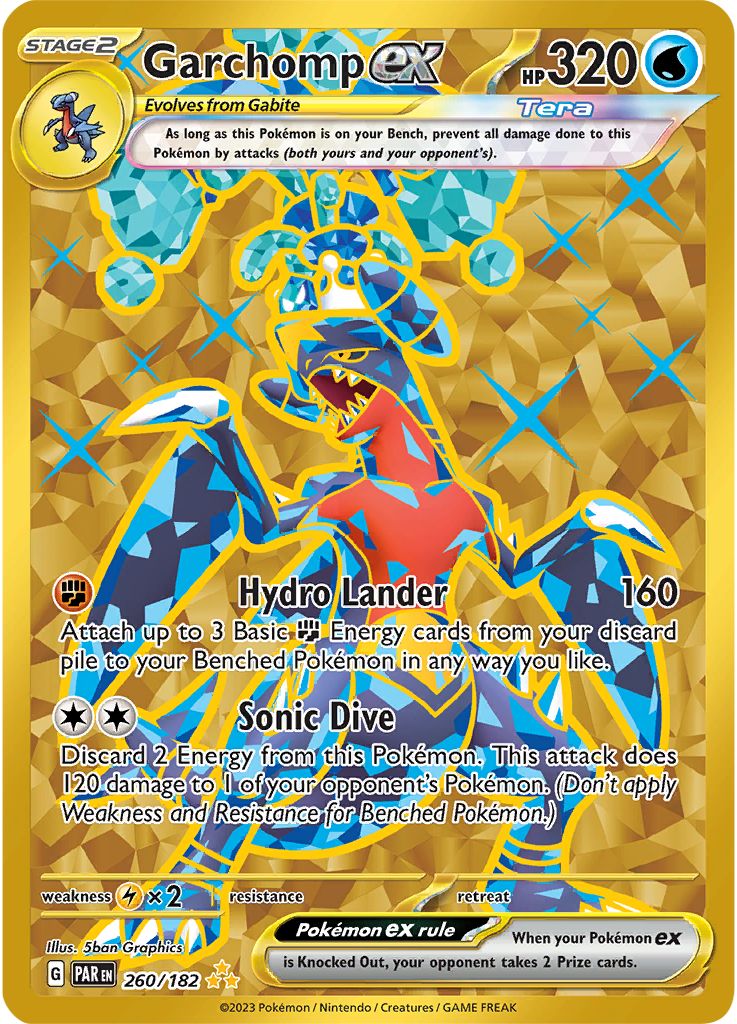 STAGE2
Garchomp ex
HP320
Evolves from Gabite
Tera
As long as this Pokémon is on your Bench, prevent all damage done to this
Pokémon by attacks (both yours and your opponent's).
Hydro Lander 160
Attach up to 3 Basic Energy cards from your discard
pile to your Benched Pokémon in any way you like.
Sonic Dive
Discard 2 Energy from this Pokémon. This attack does
120 damage to 1 of your opponent's Pokémon. (Don't apply
Weakness and Resistance for Benched Pokémon.)
weakness ×2 resistance retreat
Illus. 5ban Graphics
Pokémon ex rule
When your Pokémon ex
is Knocked Out, your opponent takes 2 Prize cards.
G PAR EN 260/182
©2023 Pokémon / Nintendo / Creatures / GAME FREAK